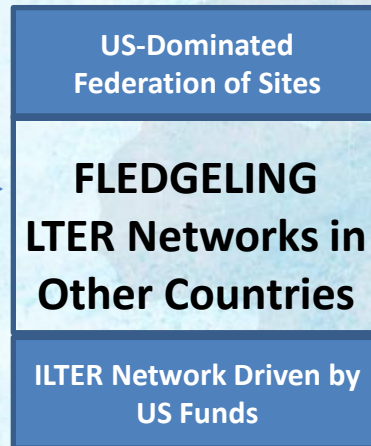 US-Dominated
Federation of Sites
FLEDGELING
LTER Networks in
Other Countries
ILTER Network Driven by
US Funds